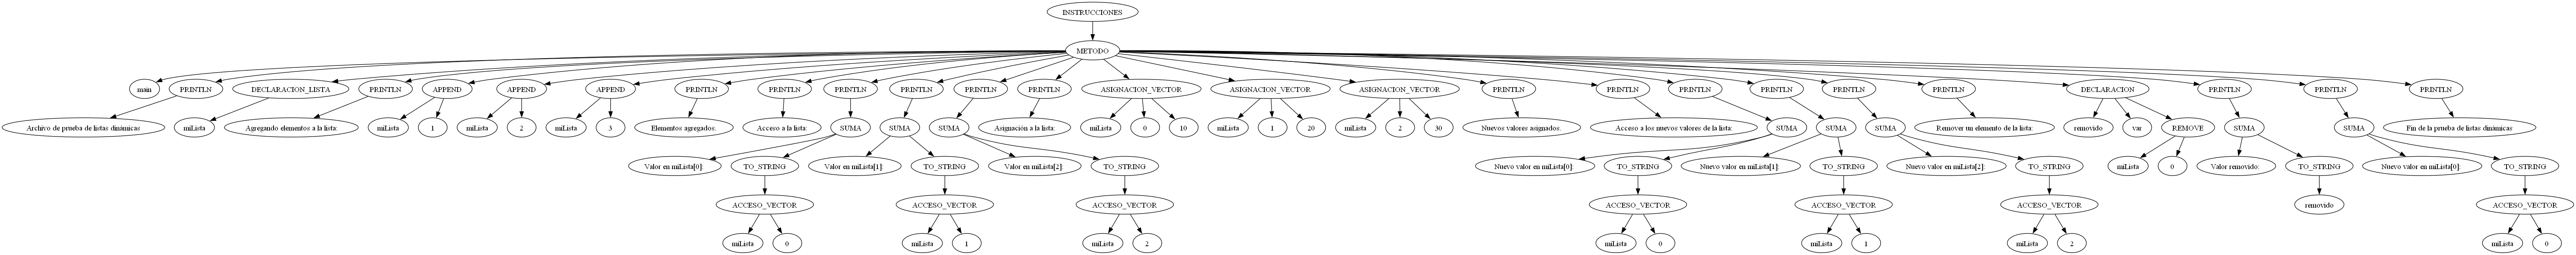 INSTRUCCIONES
METODO
main
PRINTLN
DECLARACION_LISTA
PRINTLN
APPEND
APPEND
APPEND
PRINTLN
PRINTLN
PRINTLN
PRINTLN
PRINTLN
PRINTLN
ASIGNACION_VECTOR
ASIGNACION_VECTOR
ASIGNACION_VECTOR
PRINTLN
PRINTLN
PRINTLN
PRINTLN
PRINTLN
PRINTLN
DECLARACION
PRINTLN
PRINTLN
PRINTLN
Archivo de prueba de listas dinámicas
miLista
Agregando elementos a la lista:
miLista
1
miLista
2
miLista
3
Elementos agregados.
Acceso a la lista:
SUMA
SUMA
SUMA
Asignación a la lista:
miLista
0
10
miLista
1
20
miLista
2
30
Nuevos valores asignados.
Acceso a los nuevos valores de la lista:
SUMA
SUMA
SUMA
Remover un elemento de la lista:
removido
var
REMOVE
SUMA
SUMA
Fin de la prueba de listas dinámicas
Valor en miLista[0]:
TO_STRING
Valor en miLista[1]:
TO_STRING
Valor en miLista[2]:
TO_STRING
Nuevo valor en miLista[0]:
TO_STRING
Nuevo valor en miLista[1]:
TO_STRING
Nuevo valor en miLista[2]:
TO_STRING
miLista
0
Valor removido:
TO_STRING
Nuevo valor en miLista[0]:
TO_STRING
ACCESO_VECTOR
ACCESO_VECTOR
ACCESO_VECTOR
ACCESO_VECTOR
ACCESO_VECTOR
ACCESO_VECTOR
removido
ACCESO_VECTOR
miLista
0
miLista
1
miLista
2
miLista
0
miLista
1
miLista
2
miLista
0